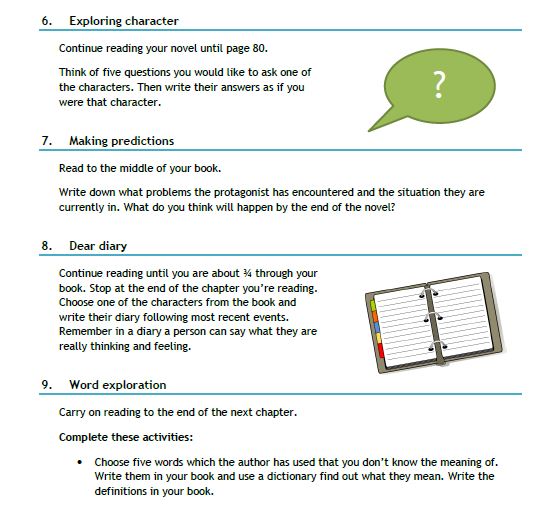 6. Exploring character
Continue reading your novel until page 80.
Think of five questions you would like to ask one of
the characters. Then write their answers as if you
were that character.
?
7. Making predictions
Read to the middle of your book.
Write down what problems the protagonist has encountered and the situation they are
currently in. What do you think will happen by the end of the novel?
8. Dear diary
Continue reading until you are about ¾ through your
book. Stop at the end of the chapter you’re reading.
Choose one of the characters from the book and
write their diary following most recent events.
Remember in a diary a person can say what they are
really thinking and feeling.
9. Word exploration
Carry on reading to the end of the next chapter.
Complete these activities:
• Choose five words which the author has used that you don’t know the meaning of.
Write them in your book and use a dictionary find out what they mean. Write the
definitions in your book.